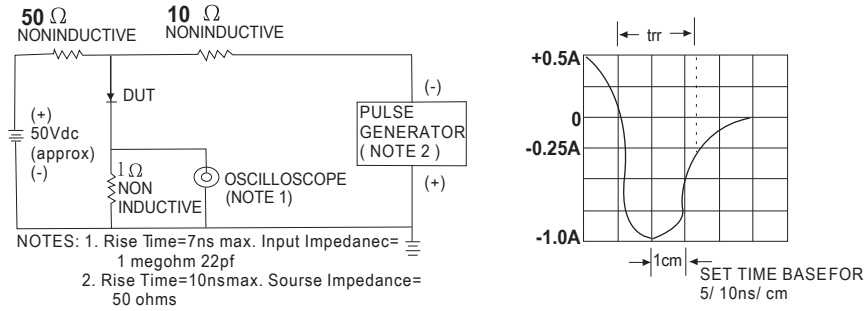 50 Ω
NONINDUCTIVE
10 Ω
NONINDUCTIVE
DUT
(+)
50Vdc
(approx)
(-)
1Ω
NON
INDUCTIVE
OSCILLOSCOPE
(NOTE 1)
(-)
PULSE
GENERATOR
( NOTE 2 )
(+)
NOTES: 1. Rise Time=7ns max. Input Impedanec=
1 megohm 22pf
2. Rise Time=10nsmax. Sourse Impedance=
50 ohms
trr
+0.5A
0
-0.25A
-1.0A
1cm
SET TIME BASEFOR
5/ 10ns/ cm